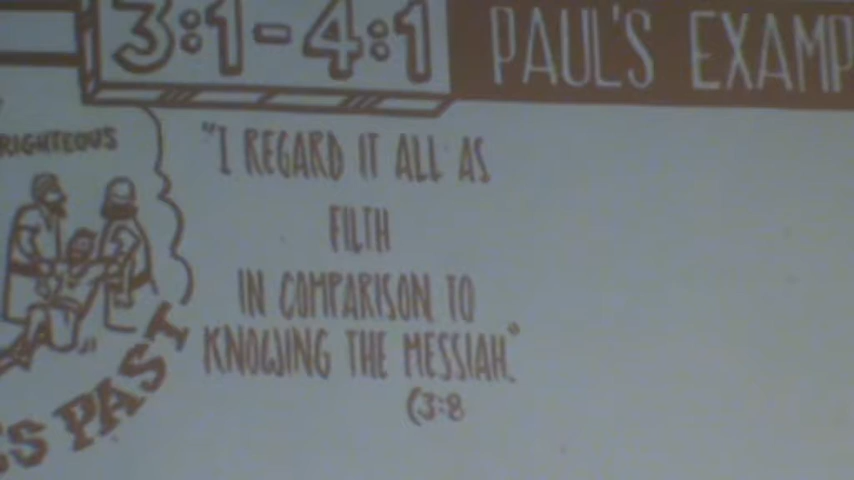 3:1-4:1
PAUL'S EXAMP
RIGHTEOUS
"I REGARD IT ALL AS
FILTH
IN COMPARISON TO
KNOWING THE MESSIAH."
(3:8
'S PAST